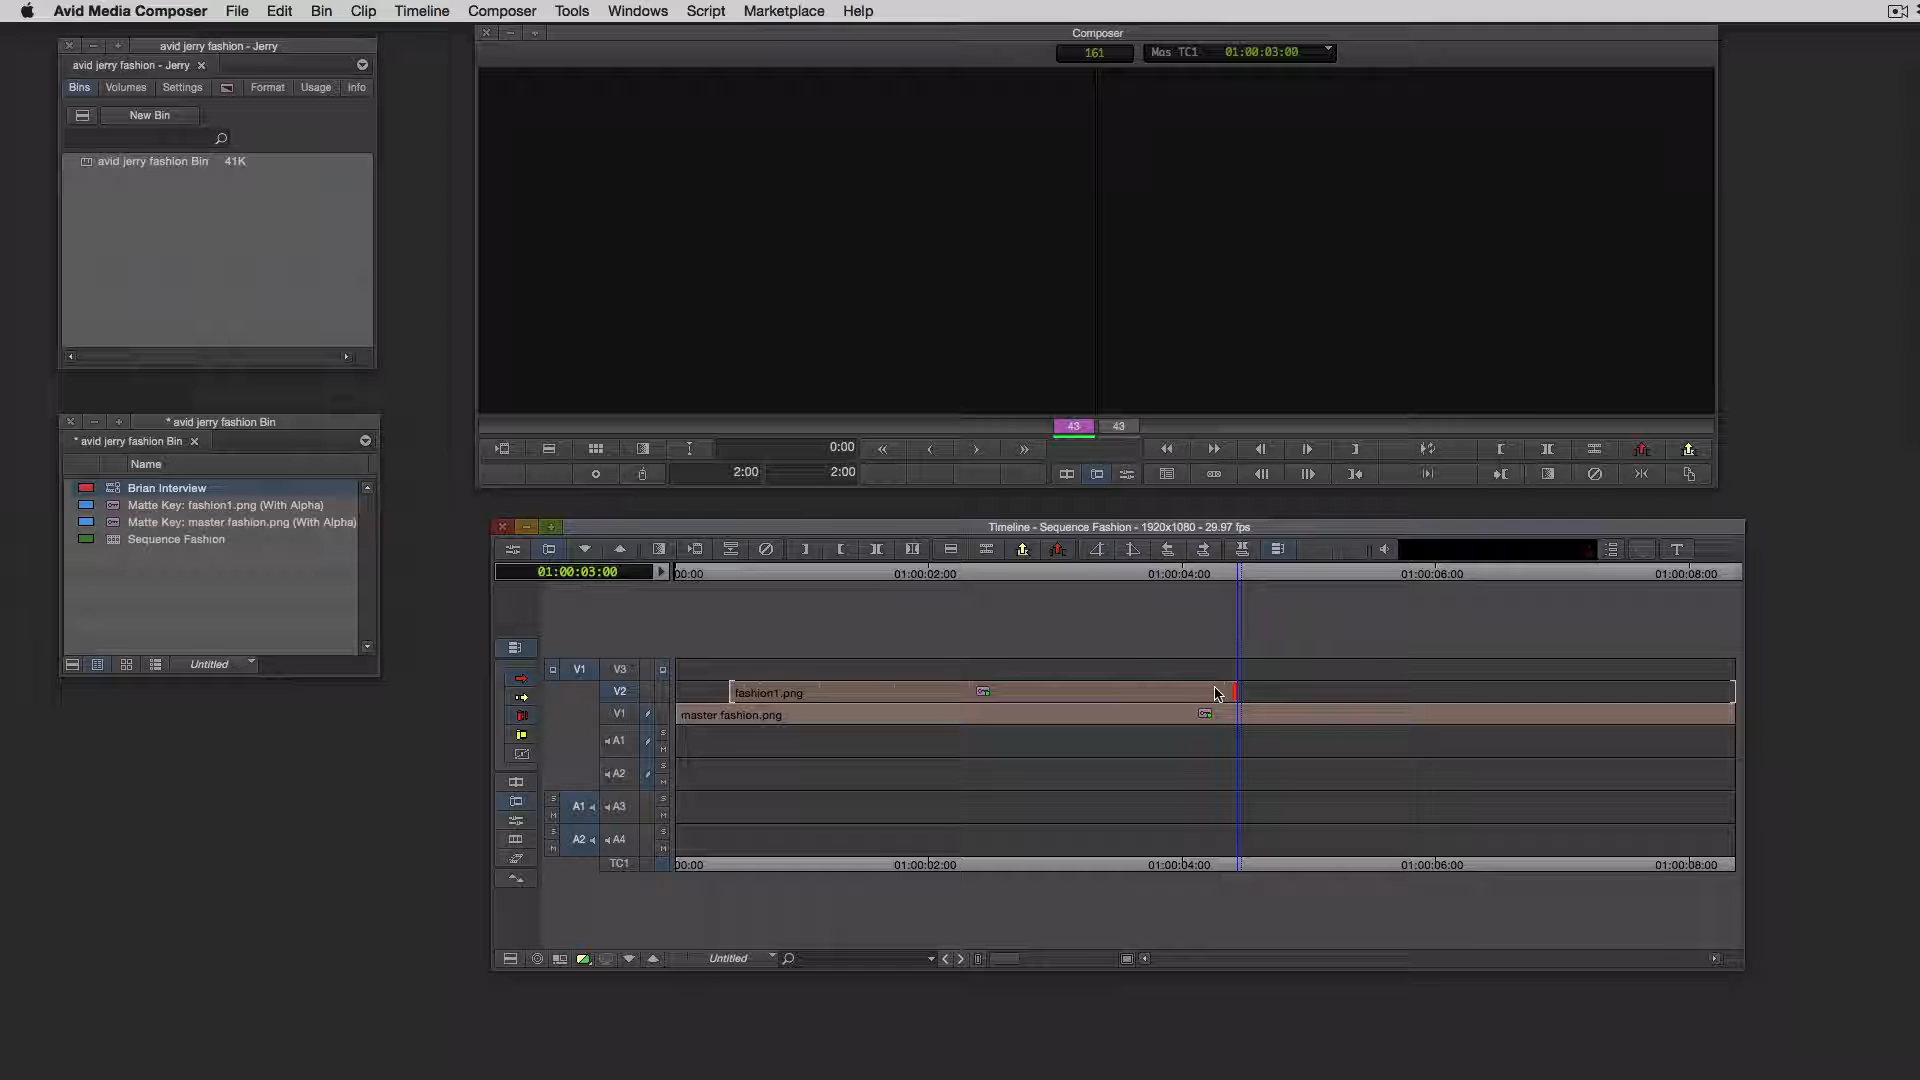 Avid Media Composer File Edit Bin Clip Timeline Composer Tools Windows Script Marketplace Help
avid jerry fashion - Jerry
avid jerry fashion - Jerry
Bins Volumes Settings Format Usage Info
New Bin
avid jerry fashion Bin 41K
* avid jerry fashion Bin
* avid jerry fashion Bin
Name
Brian Interview
Matte Key: fashion1.png (With Alpha)
Matte Key: master fashion.png (With Alpha)
Sequence Fashion
Untitled
Composer
161 Mas TC1 01:00:03:00
43 43
0:00
2:00 2:00
Timeline - Sequence Fashion - 1920x1080 - 29.97 fps
T
01:00:03:00 00:00 01:00:02:00 01:00:04:00 01:00:06:00 01:00:08:00
V1 V3
V2 fashion1.png
V1 master fashion.png
A1 S M
A2 S M
S M A1 A3 S M
S M A2 A4 S M
TC1 00:00 01:00:02:00 01:00:04:00 01:00:06:00 01:00:08:00
Untitled